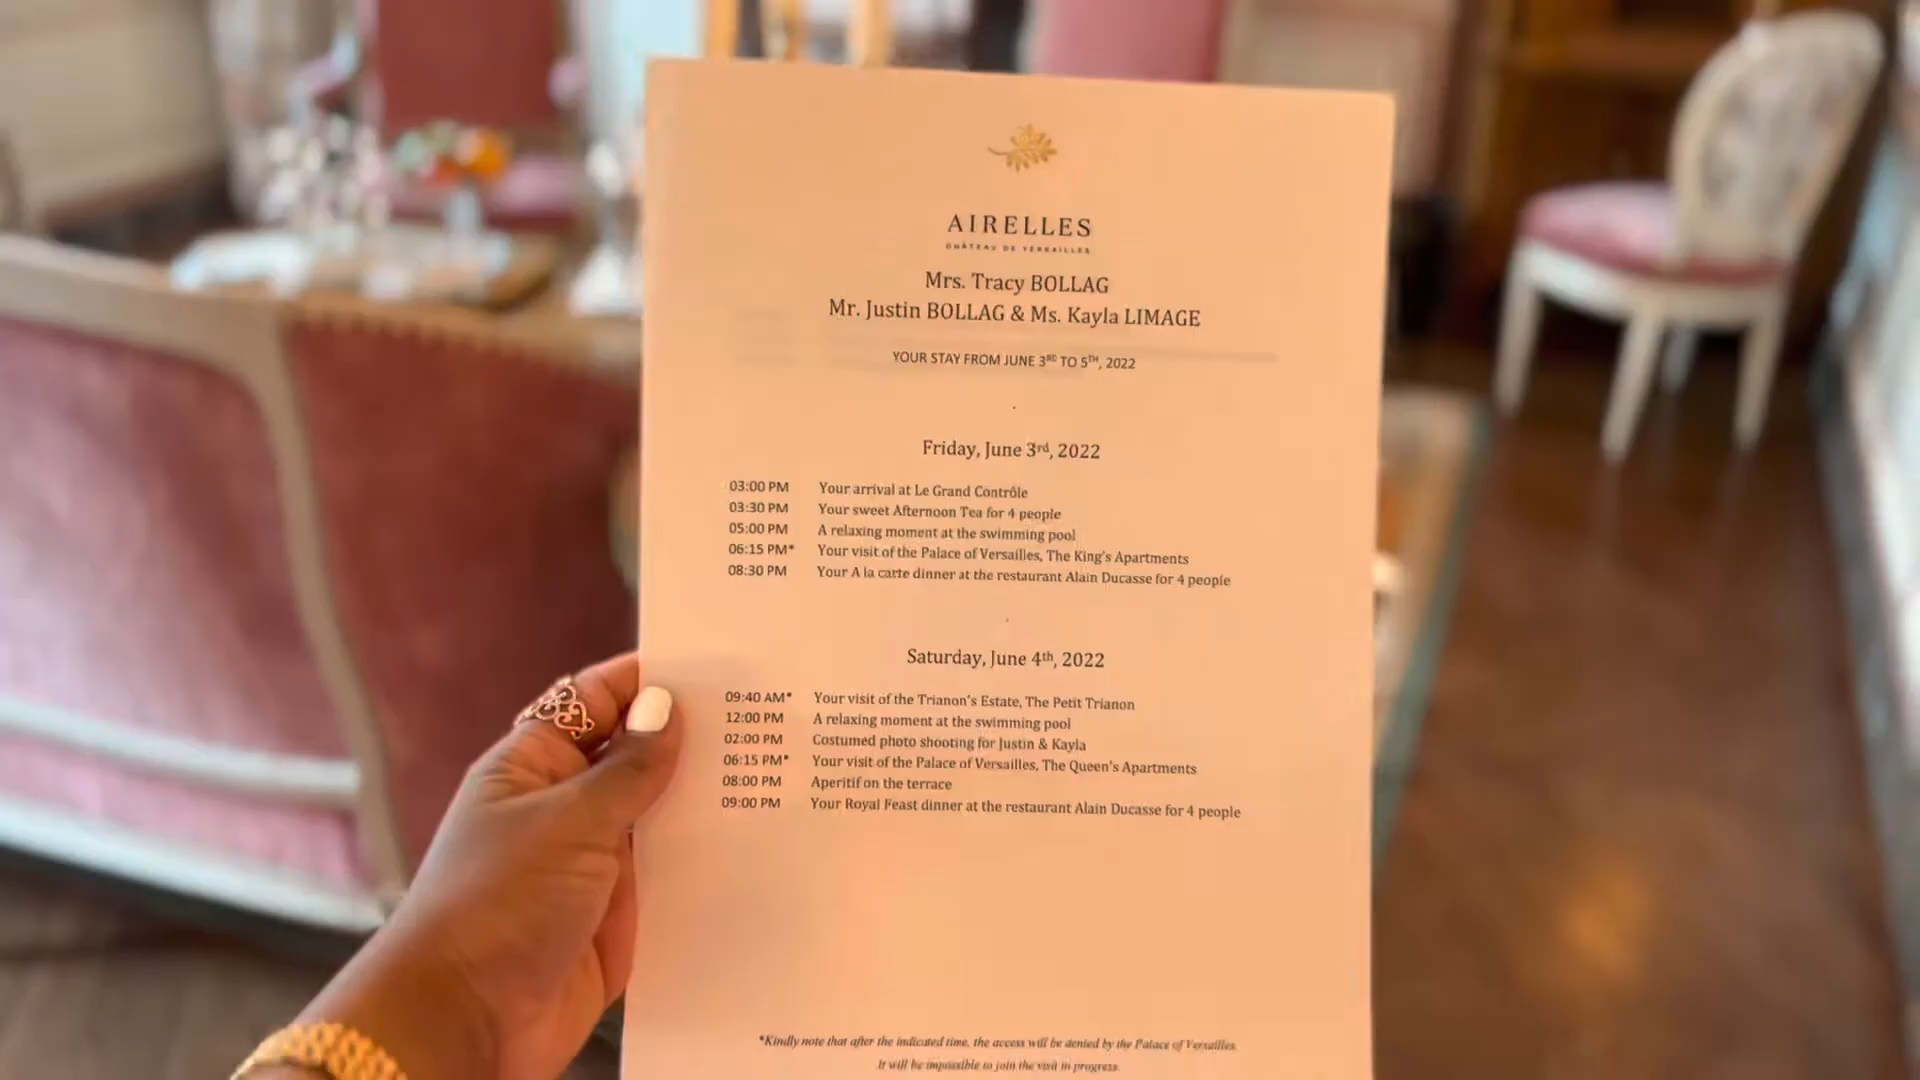 AIRELLES
CHÂTEAU DE VERSAILLES
Mrs. Tracy BOLLAG
Mr. Justin BOLLAG & Ms. Kayla LIMAGE
YOUR STAY FROM JUNE 3RD TO 5TH, 2022
Friday, June 3rd, 2022
03:00 PM Your arrival at Le Grand Contrôle
03:30 PM Your sweet Afternoon Tea for 4 people
05:00 PM A relaxing moment at the swimming pool
06:15 PM* Your visit of the Palace of Versailles, The King's Apartments
08:30 PM Your A la carte dinner at the restaurant Alain Ducasse for 4 people
Saturday, June 4th, 2022
09:40 AM* Your visit of the Trianon's Estate, The Petit Trianon
12:00 PM A relaxing moment at the swimming pool
02:00 PM Costumed photo shooting for Justin & Kayla
06:15 PM* Your visit of the Palace of Versailles, The Queen's Apartments
08:00 PM Aperitif on the terrace
09:00 PM Your Royal Feast dinner at the restaurant Alain Ducasse for 4 people
*Kindly note that after the indicated time, the access will be denied by the Palace of Versailles.
It will be impossible to join the visit in progress.